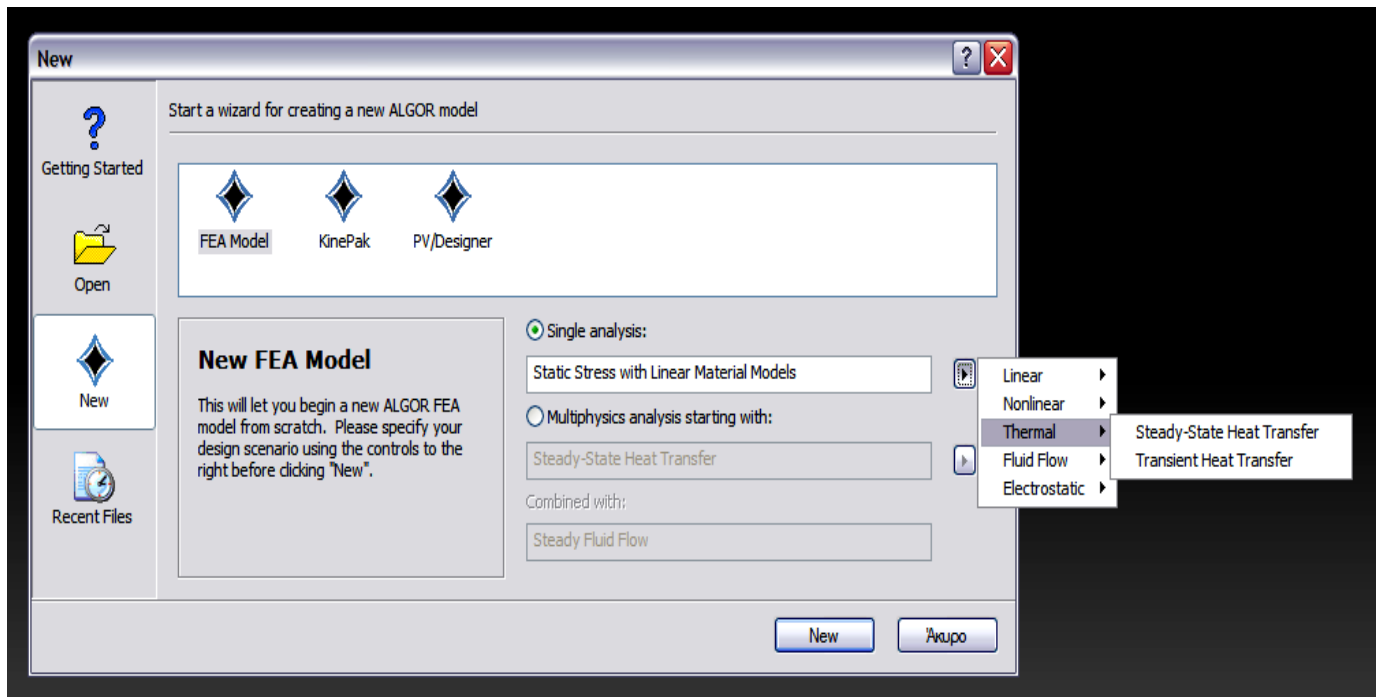 New
Start a wizard for creating a new ALGOR model
Getting Started
Open
New
Recent Files
FEA Model
KinePak
PV/Designer
New FEA Model
This will let you begin a new ALGOR FEA
model from scratch. Please specify your
design scenario using the controls to the
right before clicking "New".
Single analysis:
Static Stress with Linear Material Models
Multiphysics analysis starting with:
Steady-State Heat Transfer
Combined with:
Steady Fluid Flow
Linear
Nonlinear
Thermal
Fluid Flow
Electrostatic
Steady-State Heat Transfer
Transient Heat Transfer
New
Άκυρο